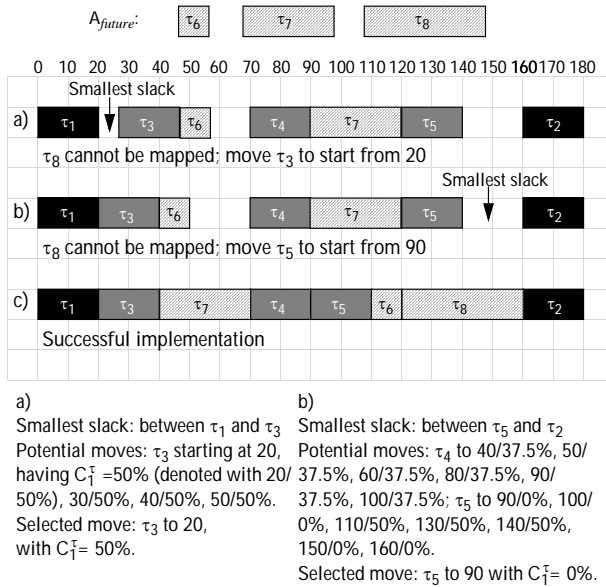 A_future: τ6 τ7 τ8
0 10 20 30 40 50 60 70 80 90 100 110 120 130 140 150 160 170 180
Smallest slack
a) τ1 τ3 τ6 τ4 τ7 τ5 τ2
τ8 cannot be mapped; move τ3 to start from 20
Smallest slack
b) τ1 τ3 τ6 τ4 τ7 τ5 τ2
τ8 cannot be mapped; move τ5 to start from 90
c) τ1 τ3 τ7 τ4 τ5 τ6 τ8 τ2
Successful implementation
a)
Smallest slack: between τ1 and τ3
Potential moves: τ3 starting at 20,
having C1^τ =50% (denoted with 20/
50%), 30/50%, 40/50%, 50/50%.
Selected move: τ3 to 20,
with C1^τ= 50%.
b)
Smallest slack: between τ5 and τ2
Potential moves: τ4 to 40/37.5%, 50/
37.5%, 60/37.5%, 80/37.5%, 90/
37.5%, 100/37.5%; τ5 to 90/0%, 100/
0%, 110/50%, 130/50%, 140/50%,
150/0%, 160/0%.
Selected move: τ5 to 90 with C1^τ= 0%.